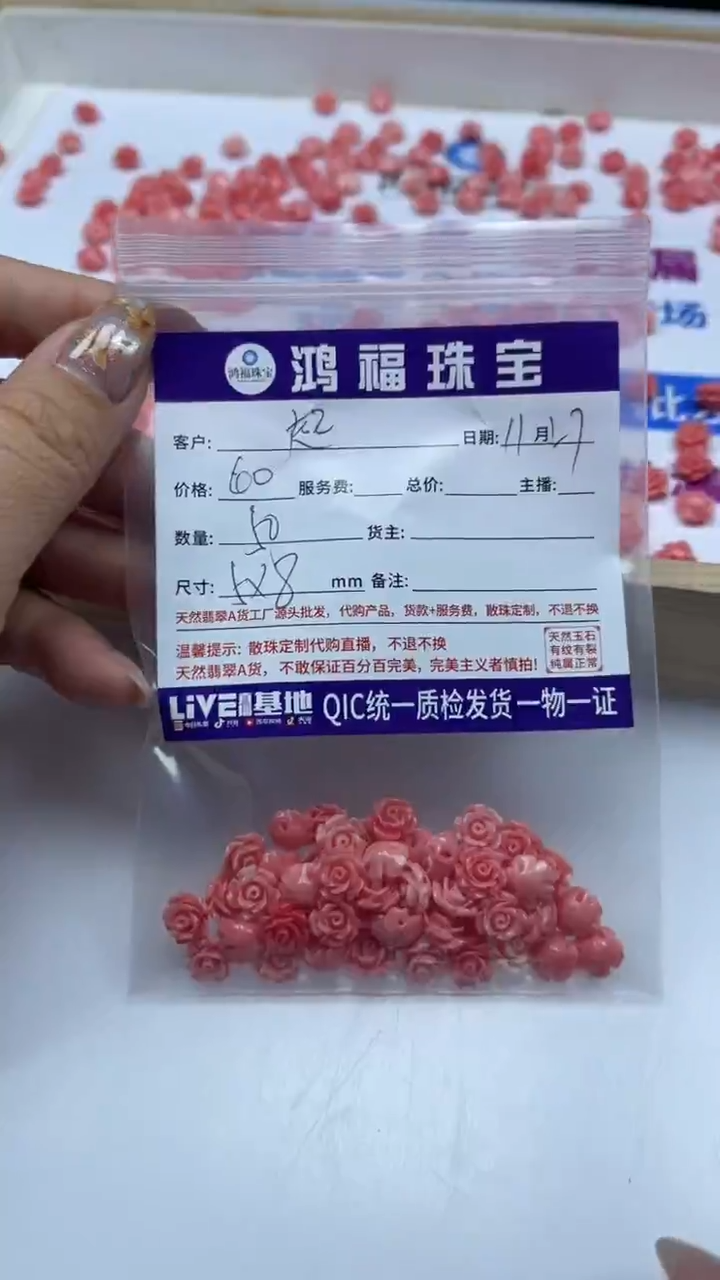 鸿福珠宝 鸿福珠宝
客户: 日期: 11月17
价格: 60 服务费: 总价: 主播:
数量: 50 货主:
尺寸: 5X8 mm 备注:
天然翡翠A货工厂源头批发，代购产品，货款+服务费，散珠定制，不退不换
温馨提示: 散珠定制代购直播，不退不换
天然翡翠A货，不敢保证百分百完美，完美主义者慎拍!
天然玉石
有纹有裂
纯属正常
LiVE直播基地 QIC统一质检发货一物一证
属
场
比